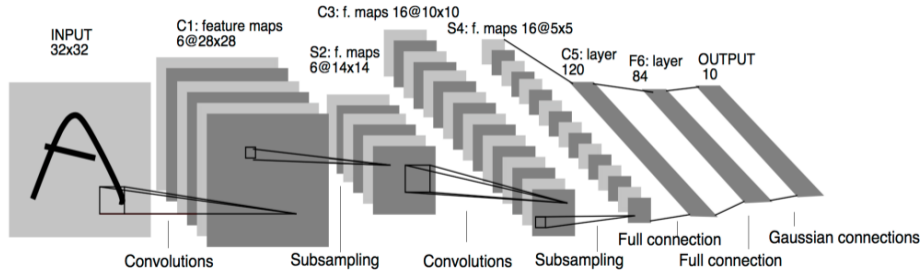 INPUT
32x32
C1: feature maps
6@28x28
S2: f. maps
6@14x14
C3: f. maps 16@10x10
S4: f. maps 16@5x5
C5: layer
120
F6: layer
84
OUTPUT
10
Convolutions
Subsampling
Convolutions
Subsampling
Full connection
Full connection
Gaussian connections